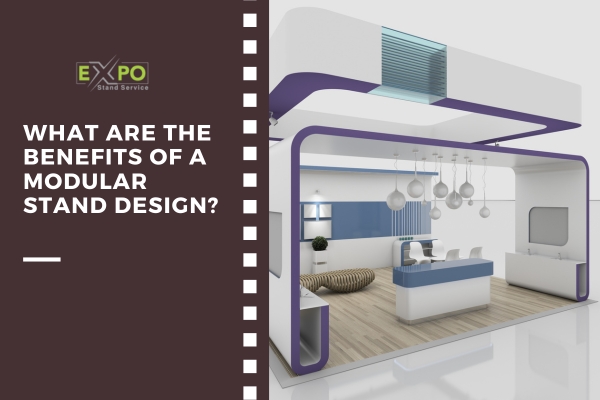 EXPO
Stand Service
WHAT ARE THE
BENEFITS OF A
MODULAR
STAND DESIGN?